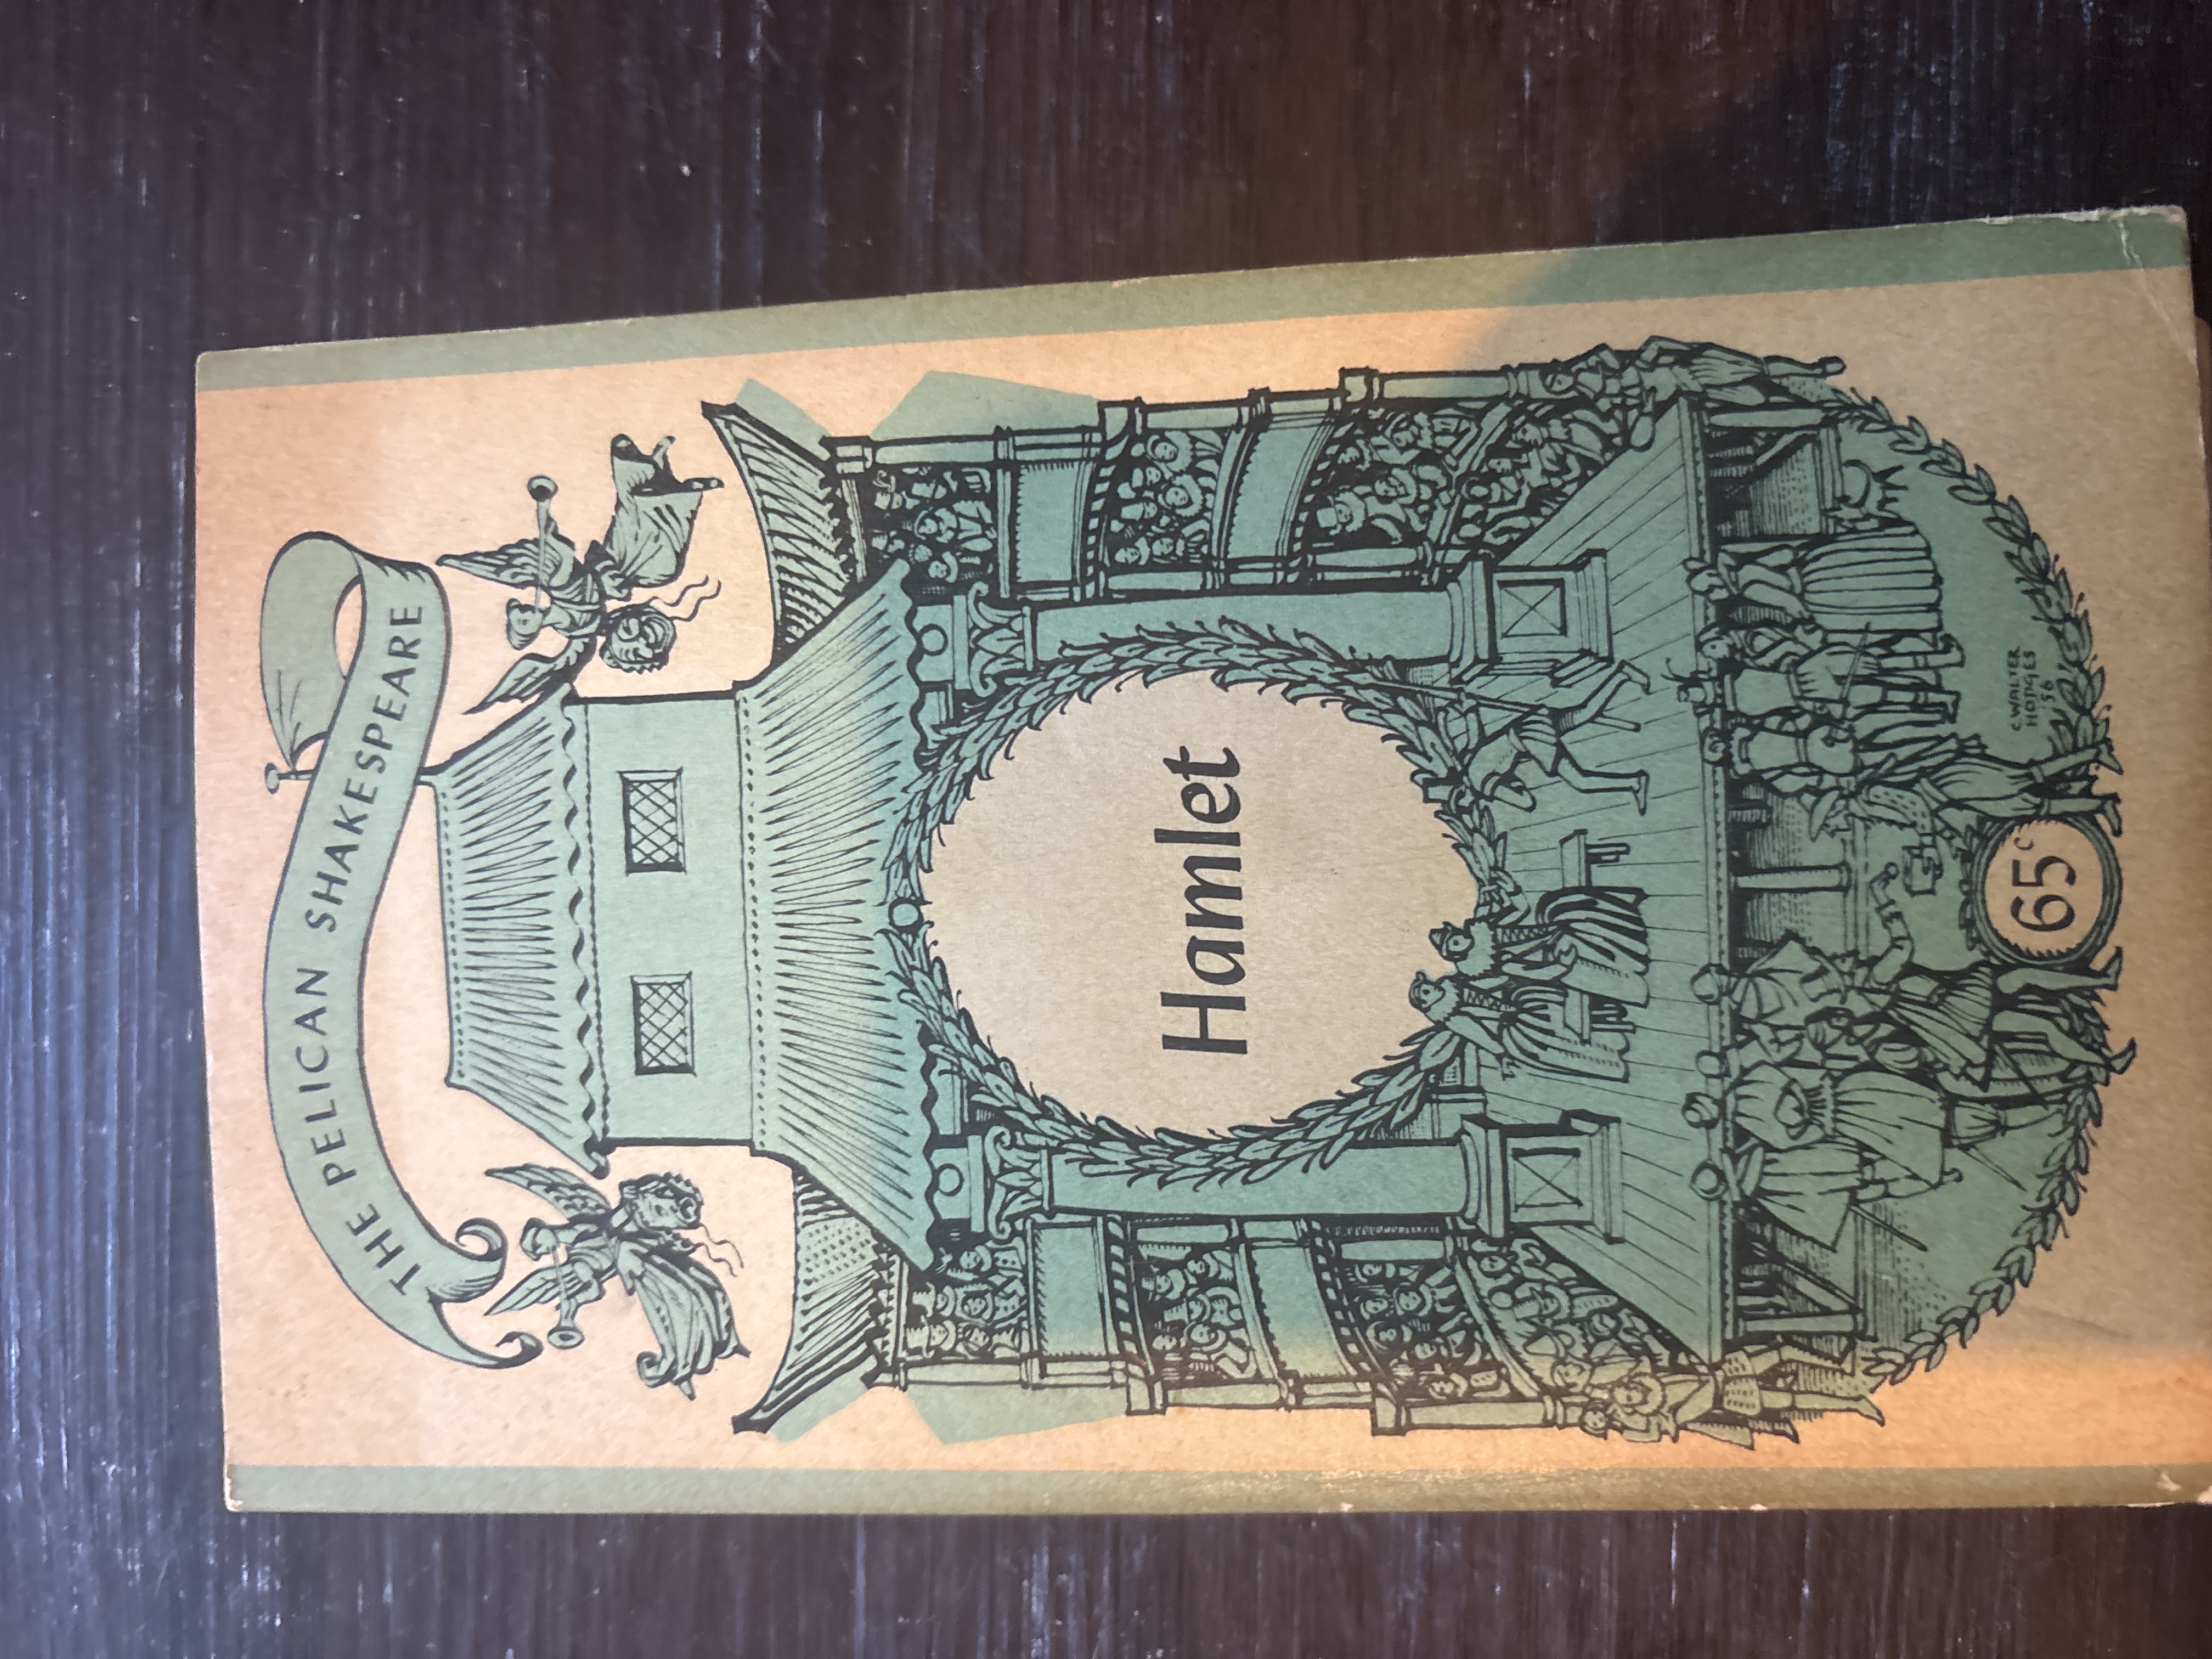 THE PELICAN SHAKESPEARE
Hamlet
C. WALTER
HODGES
56
65c